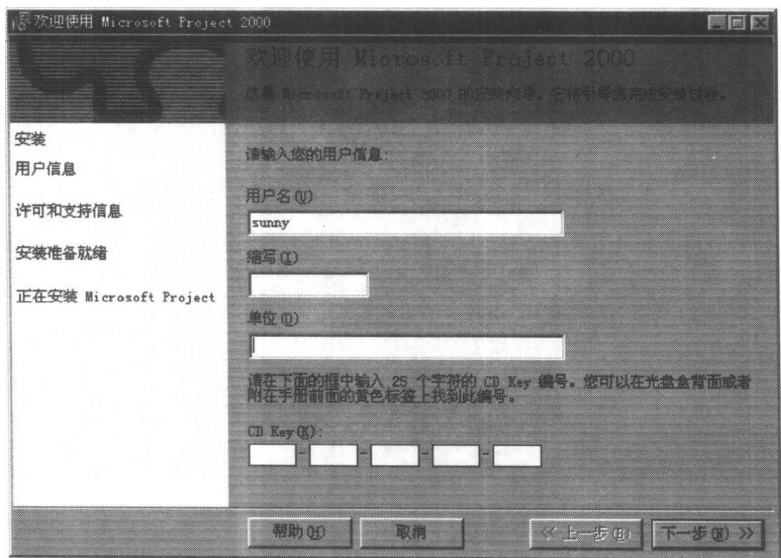 欢迎使用 Microsoft Project 2000
欢迎使用 Microsoft Project 2000
这是 Microsoft Project 2000 的安装向导，它将引导您完成安装过程。
安装
用户信息
许可和支持信息
安装准备就绪
正在安装 Microsoft Project
请输入您的用户信息:
用户名(U)
sunny
缩写(I)
单位(O)
请在下面的框中输入 25 个字符的 CD Key 编号。您可以在光盘盒背面或者
附在手册前面的黄色标签上找到此编号。
CD Key(K):
- - - -
帮助(H)
取消
<< 上一步(B)
下一步(N) >>